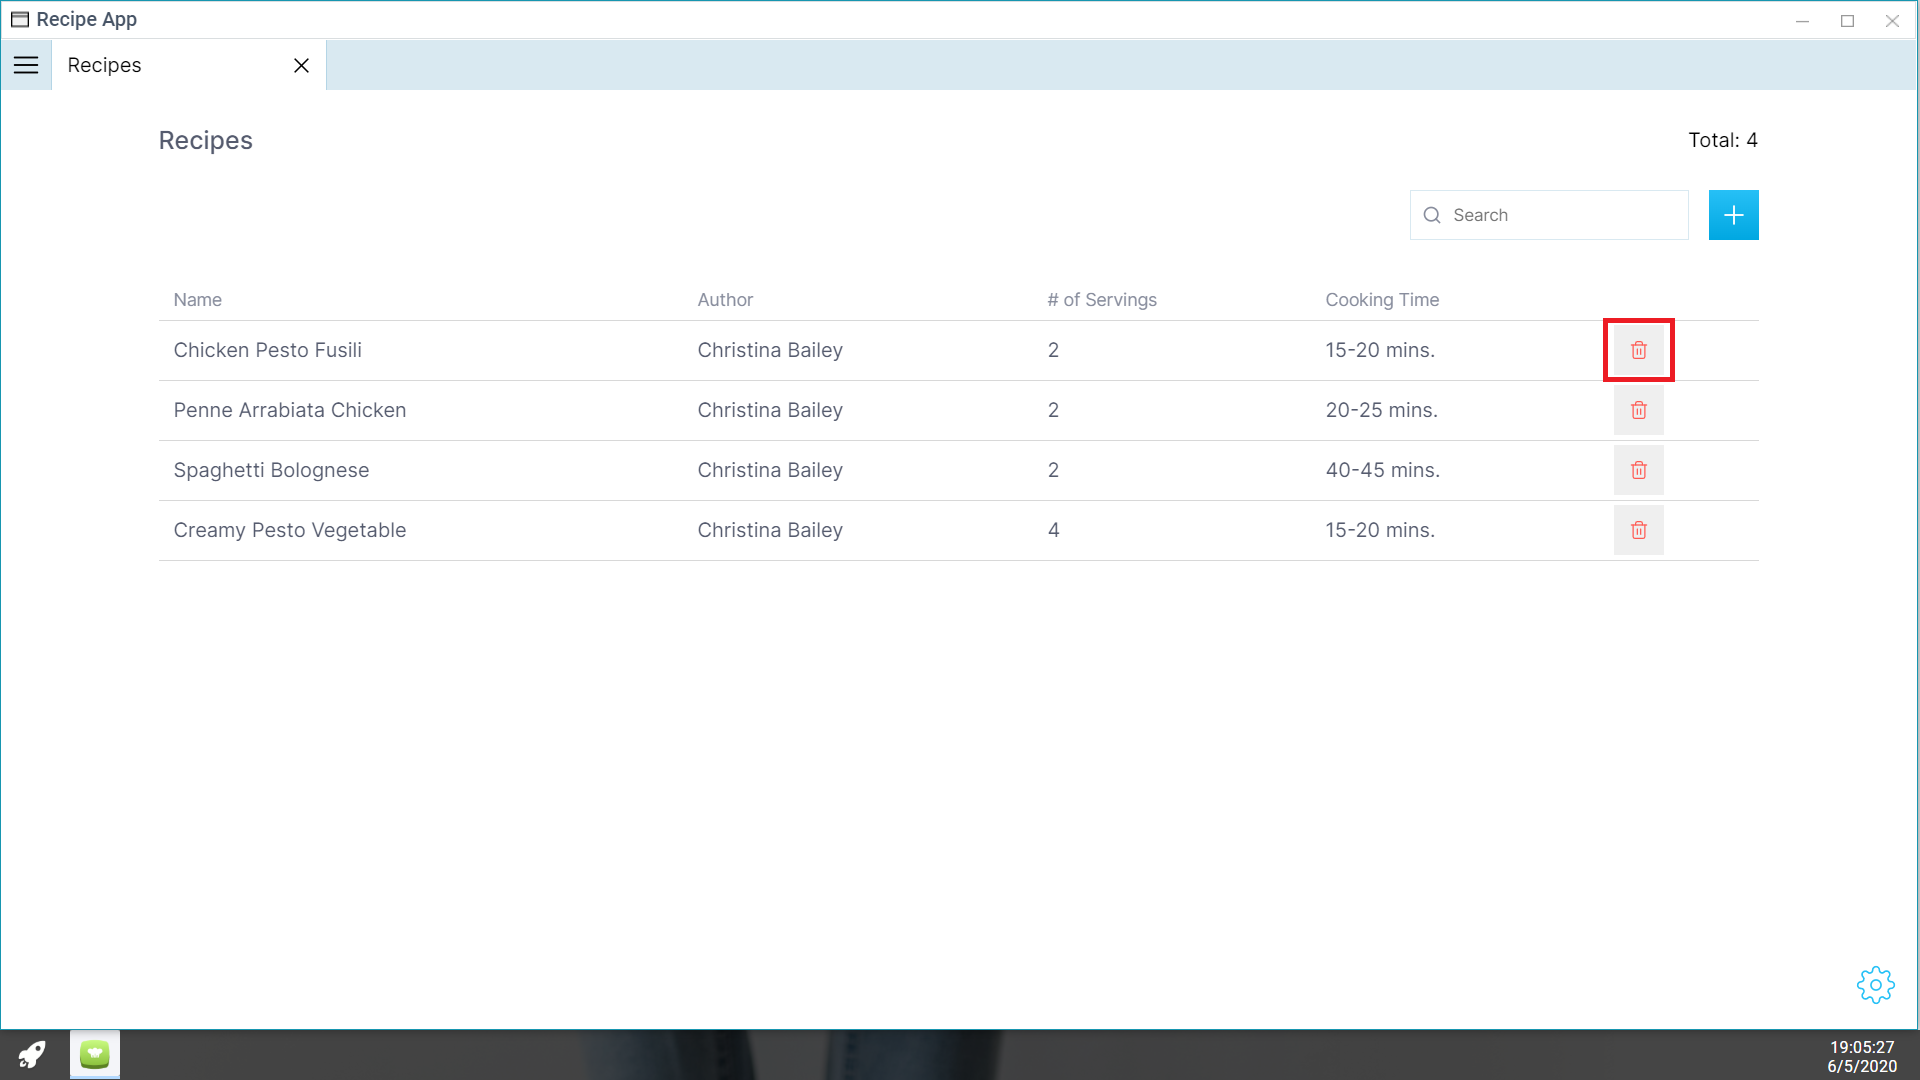 Recipe App
Recipes
Recipes
Total: 4
Search
Name Author # of Servings Cooking Time
Chicken Pesto Fusili Christina Bailey 2 15-20 mins.
Penne Arrabiata Chicken Christina Bailey 2 20-25 mins.
Spaghetti Bolognese Christina Bailey 2 40-45 mins.
Creamy Pesto Vegetable Christina Bailey 4 15-20 mins.
19:05:27
6/5/2020